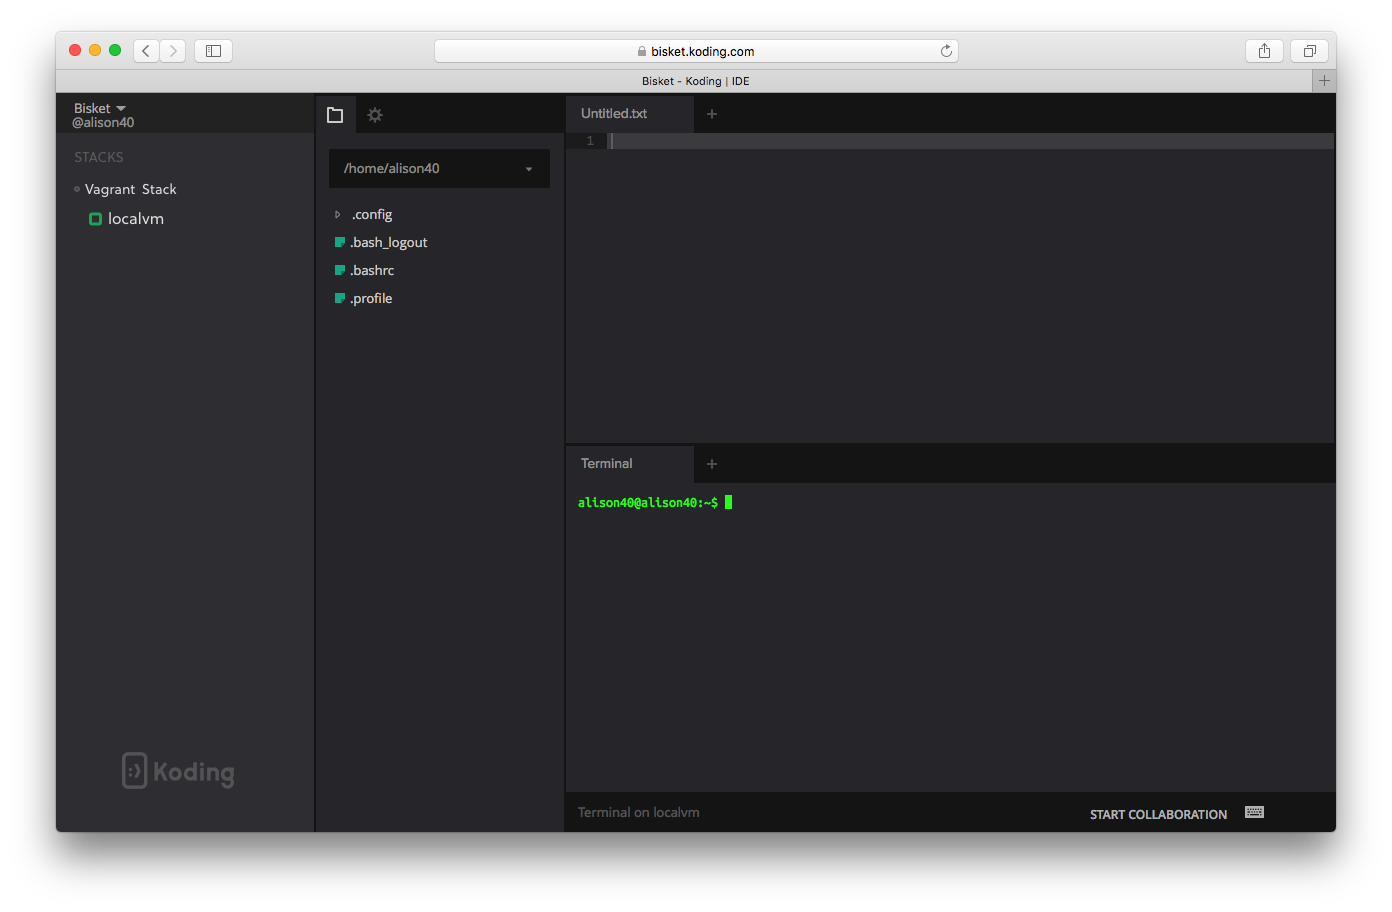 bisket.koding.com
Bisket - Koding | IDE
Bisket
@alison40
STACKS
Vagrant Stack
localvm
:) Koding
/home/alison40
.config
.bash_logout
.bashrc
.profile
Untitled.txt +
1
Terminal +
alison40@alison40:~$
Terminal on localvm
START COLLABORATION